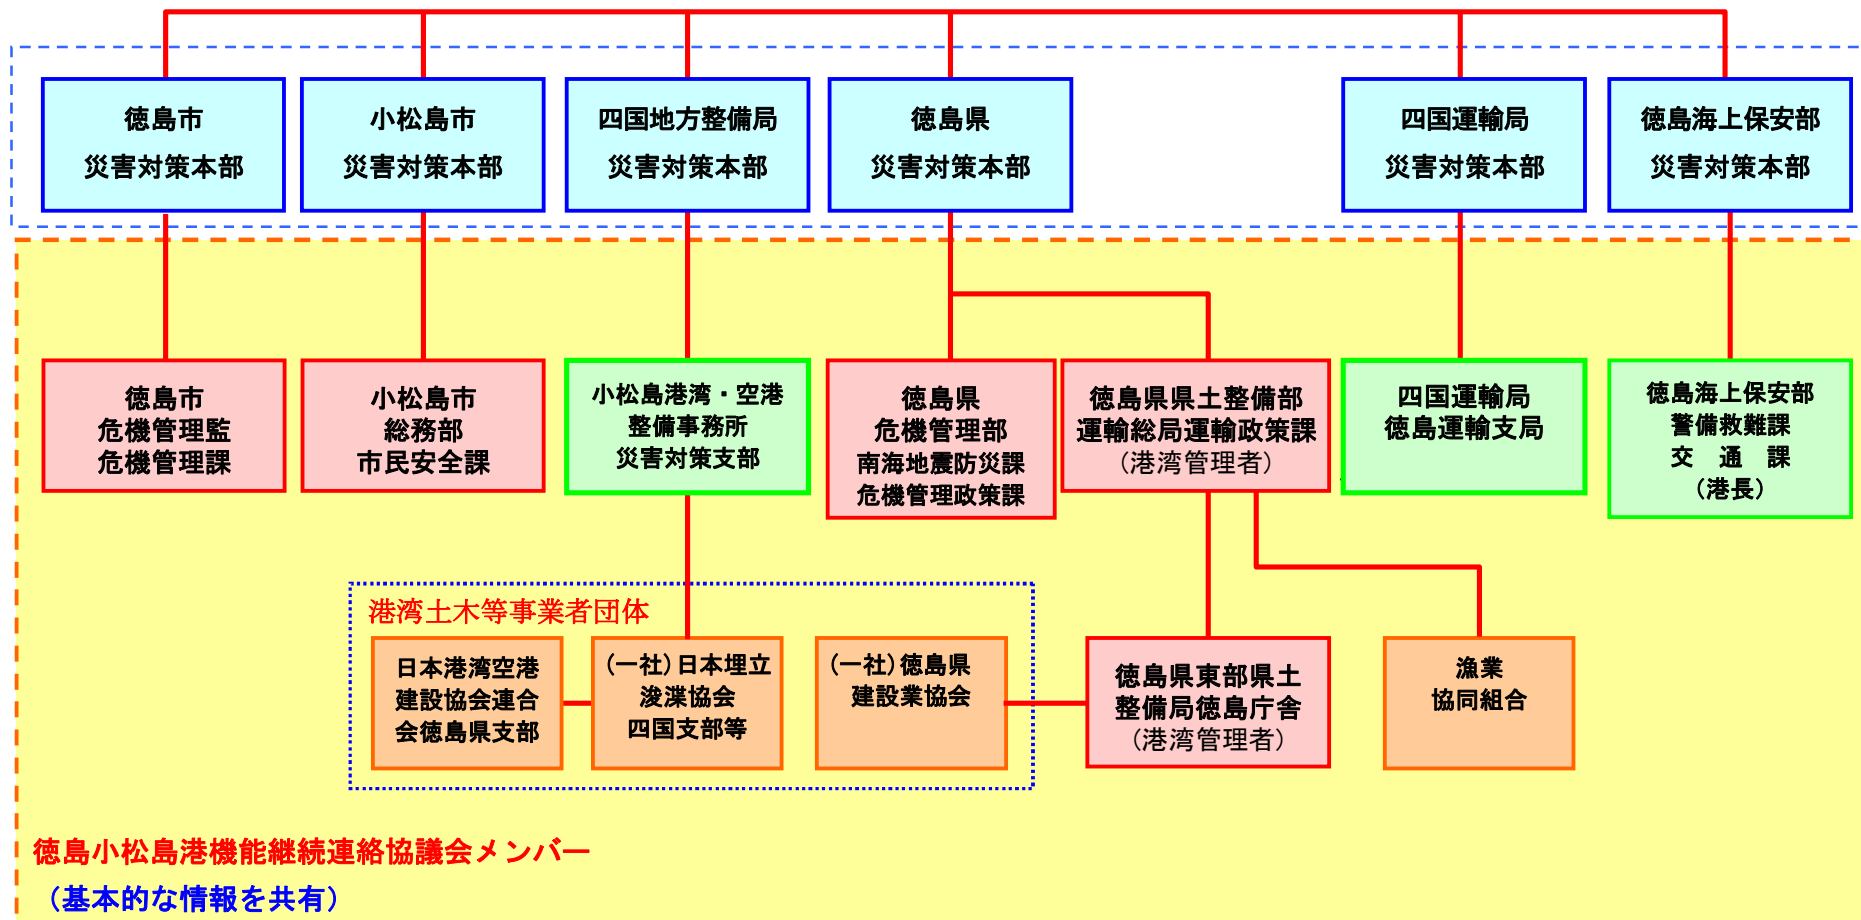 徳島市
災害対策本部
小松島市
災害対策本部
四国地方整備局
災害対策本部
徳島県
災害対策本部
四国運輸局
災害対策本部
徳島海上保安部
災害対策本部
徳島市
危機管理監
危機管理課
小松島市
総務部
市民安全課
小松島港湾・空港
整備事務所
災害対策支部
徳島県
危機管理部
南海地震防災課
危機管理政策課
徳島県県土整備部
運輸総局運輸政策課
（港湾管理者）
四国運輸局
徳島運輸支局
徳島海上保安部
警備救難課
交　通　課
（港長）
港湾土木等事業者団体
日本港湾空港
建設協会連合
会徳島県支部
（一社）日本埋立
浚渫協会
四国支部等
（一社）徳島県
建設業協会
徳島県東部県土
整備局徳島庁舎
（港湾管理者）
漁業
協同組合
徳島小松島港機能継続連絡協議会メンバー
（基本的な情報を共有）